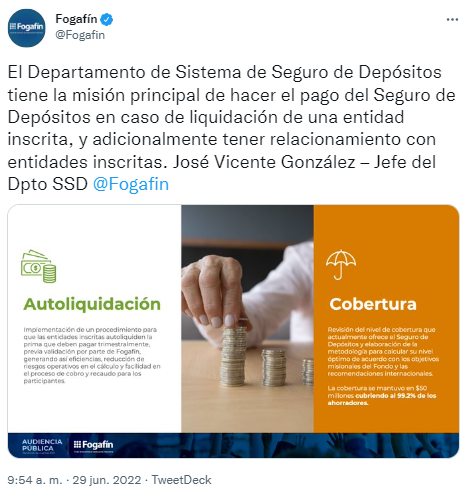 Fogafín
@Fogafin
El Departamento de Sistema de Seguro de Depósitos
tiene la misión principal de hacer el pago del Seguro de
Depósitos en caso de liquidación de una entidad
inscrita, y adicionalmente tener relacionamiento con
entidades inscritas. José Vicente González – Jefe del
Dpto SSD @Fogafin
Autoliquidación
Implementación de un procedimiento para
que las entidades inscritas autoliquiden la
prima que deben pagar trimestralmente,
previa validación por parte de Fogafín,
generando así eficiencias, reducción de
riesgos operativos en el cálculo y facilidad en
el proceso de cobro y recaudo para los
participantes.
Cobertura
Revisión del nivel de cobertura que
actualmente ofrece el Seguro de
Depósitos y elaboración de la
metodología para calcular su nivel
óptimo de acuerdo con los objetivos
misionales del Fondo y las
recomendaciones internacionales.
La cobertura se mantuvo en $50
millones cubriendo al 99.2% de los
ahorradores.
AUDIENCIA
PÚBLICA
Fogafín
9:54 a. m. · 29 jun. 2022 · TweetDeck